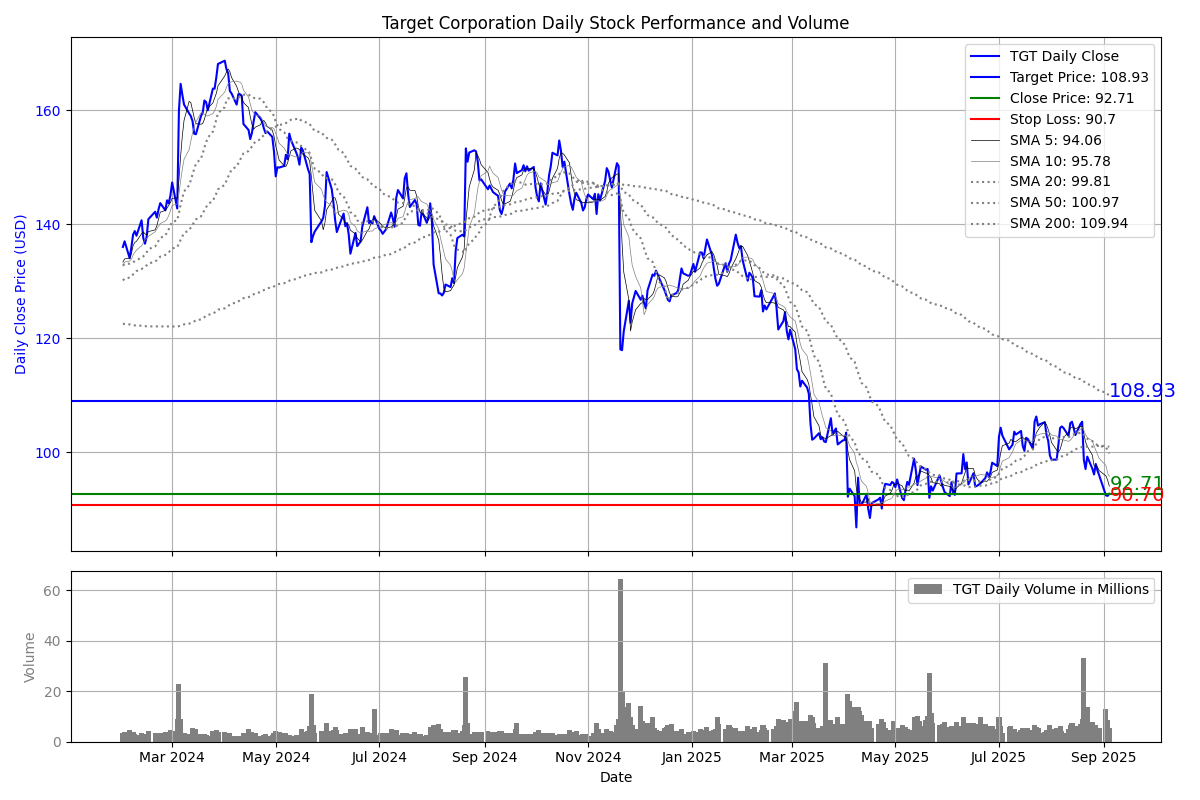 Target Corporation Daily Stock Performance and Volume
Daily Close Price (USD)
160
140
120
100
TGT Daily Close
Target Price: 108.93
Close Price: 92.71
Stop Loss: 90.7
SMA 5: 94.06
SMA 10: 95.78
SMA 20: 99.81
SMA 50: 100.97
SMA 200: 109.94
108.93
92.71
90.70
Volume
60
40
20
0
TGT Daily Volume in Millions
Mar 2024 May 2024 Jul 2024 Sep 2024 Nov 2024 Jan 2025 Mar 2025 May 2025 Jul 2025 Sep 2025
Date